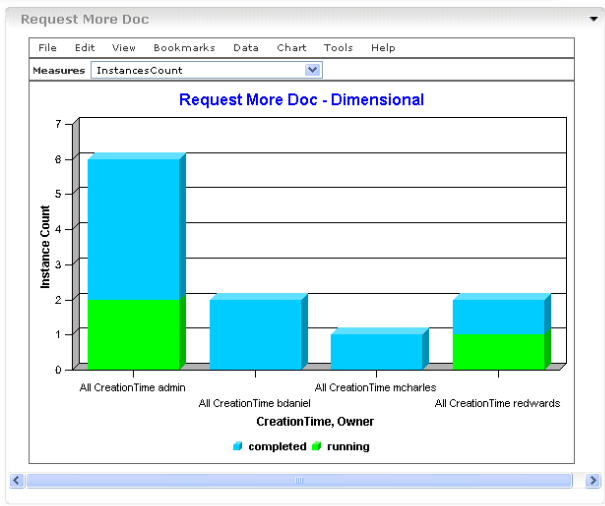 Request More Doc
File Edit View Bookmarks Data Chart Tools Help
Measures InstancesCount
Request More Doc - Dimensional
Instance Count
7
6
5
4
3
2
1
0
All CreationTime admin
All CreationTime bdaniel
All CreationTime mcharles
All CreationTime redwards
CreationTime, Owner
completed running